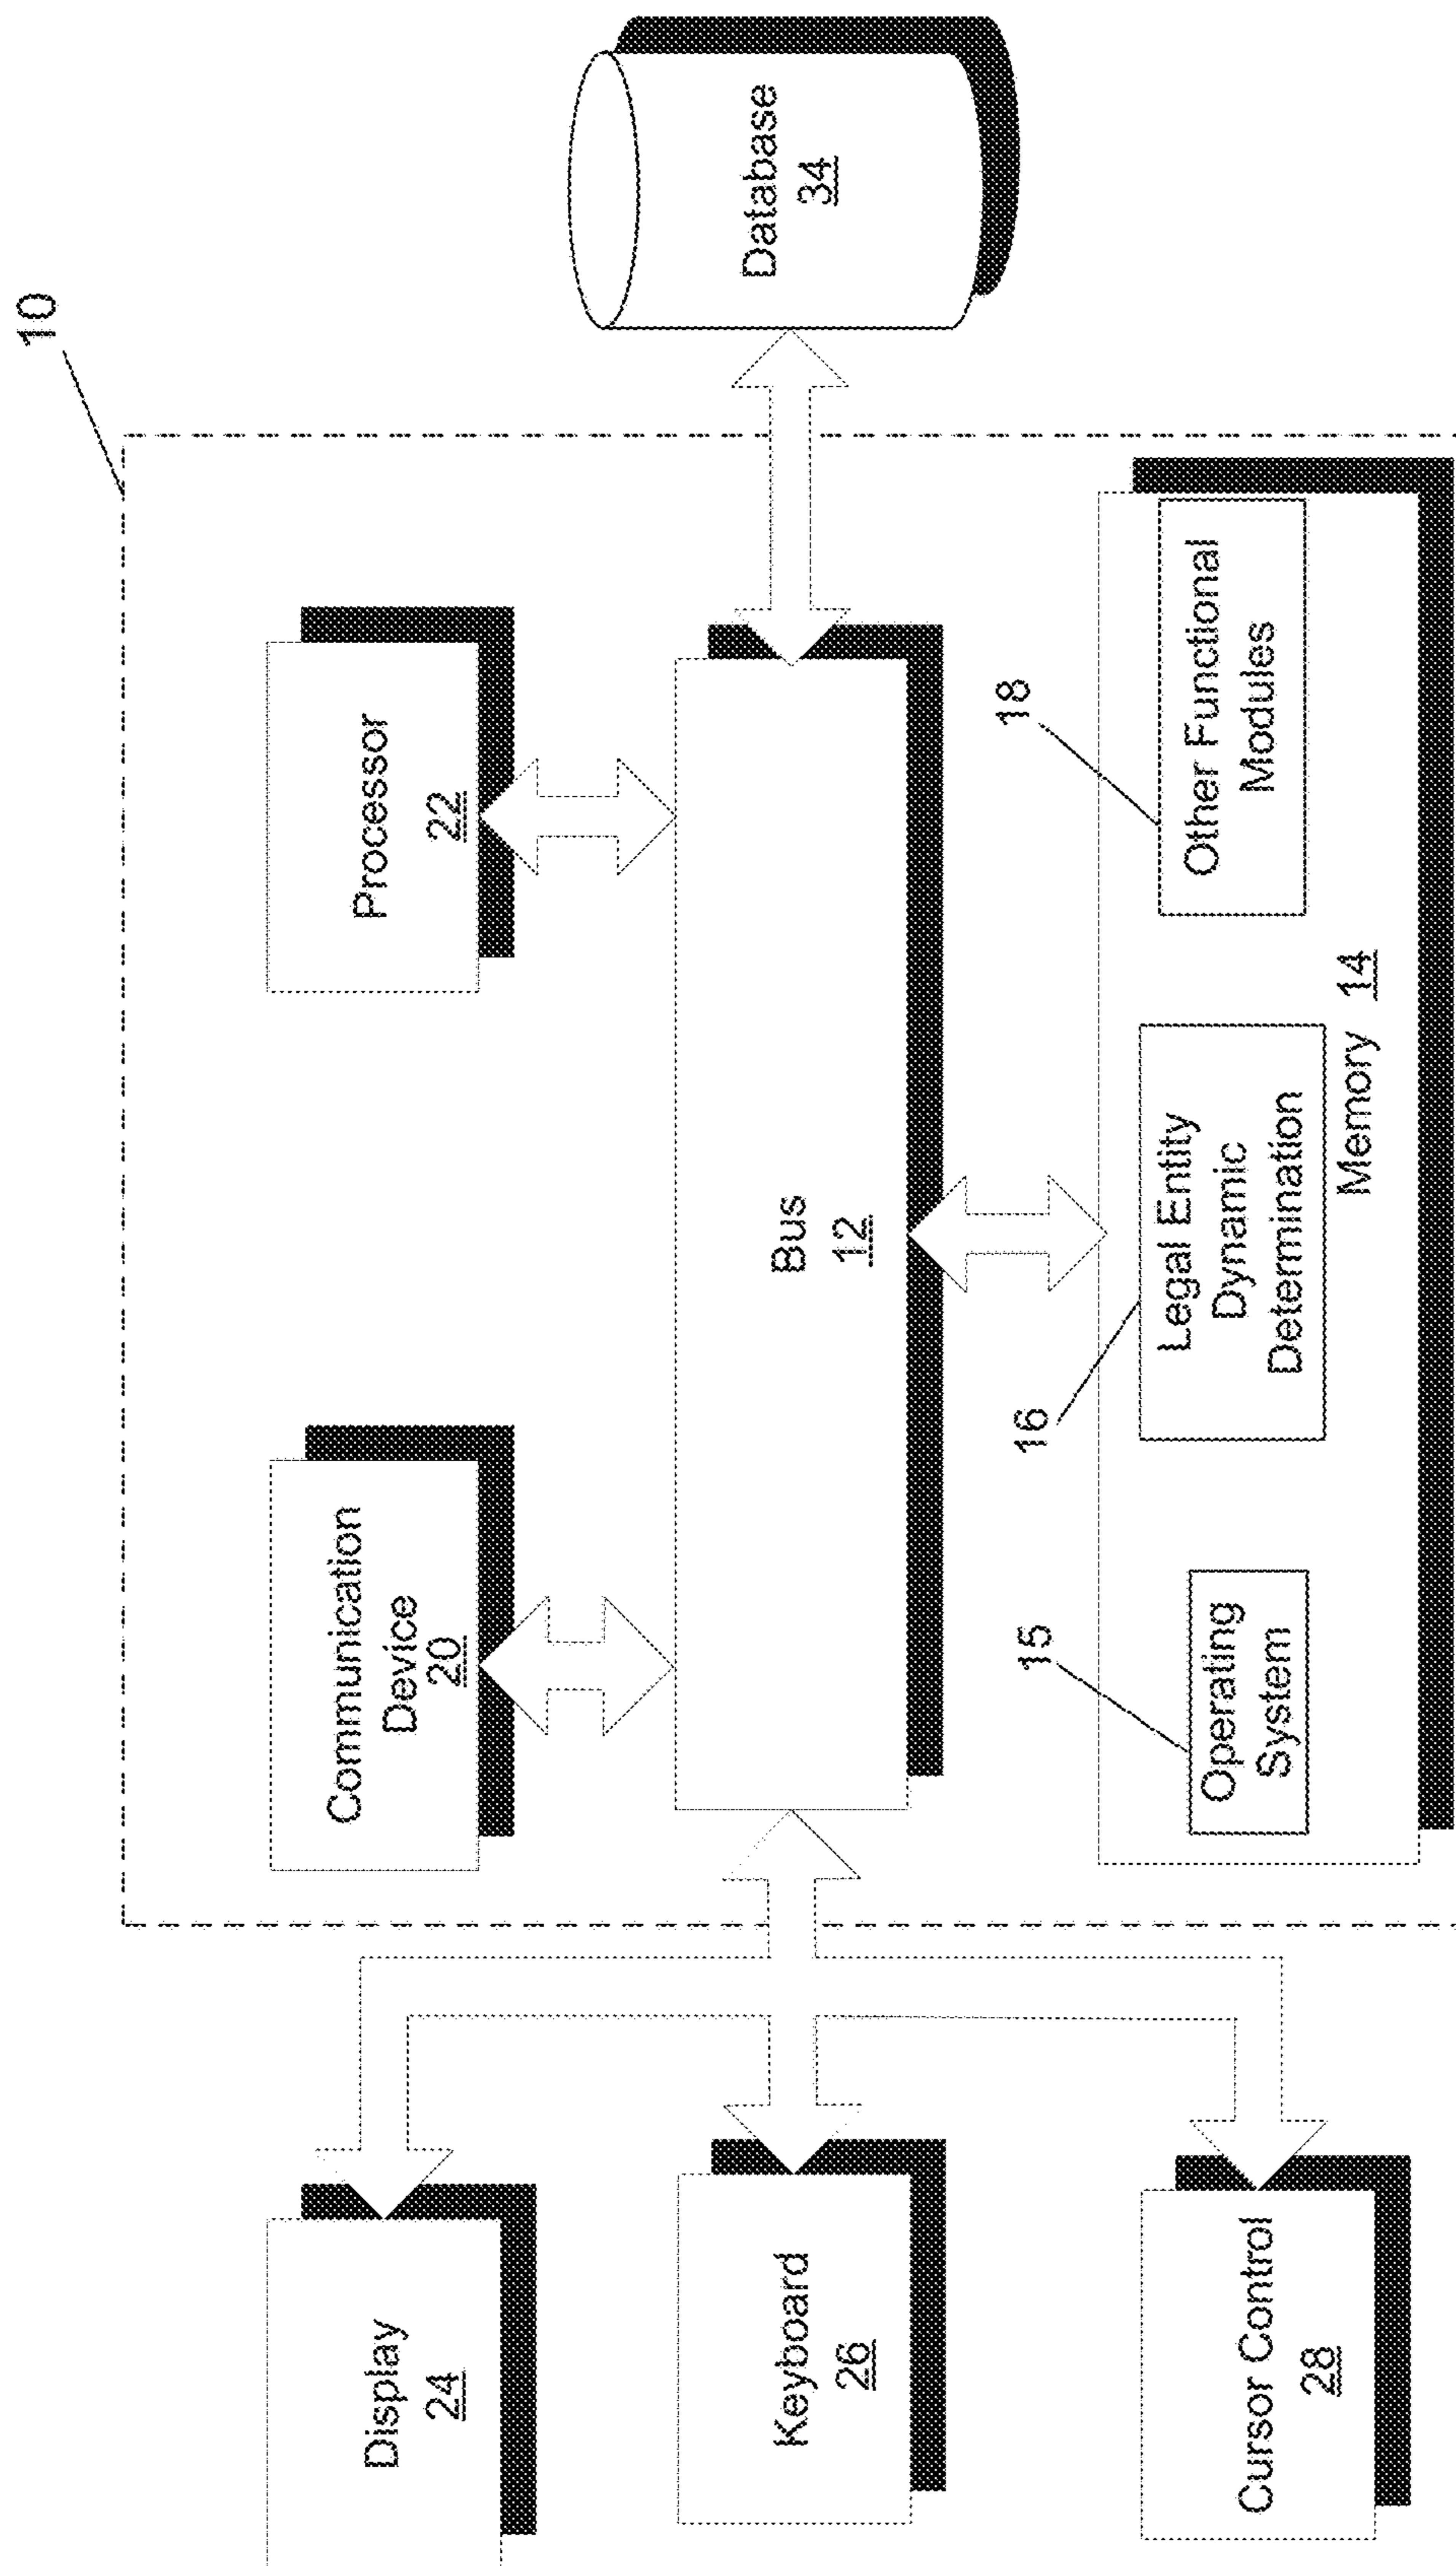 10
Communication
Device
20
Processor
22
Display
24
Bus
12
Database
34
Keyboard
26
15
16
18
Operating
System
Legal Entity
Dynamic
Determination
Other Functional
Modules
Memory 14
Cursor Control
28